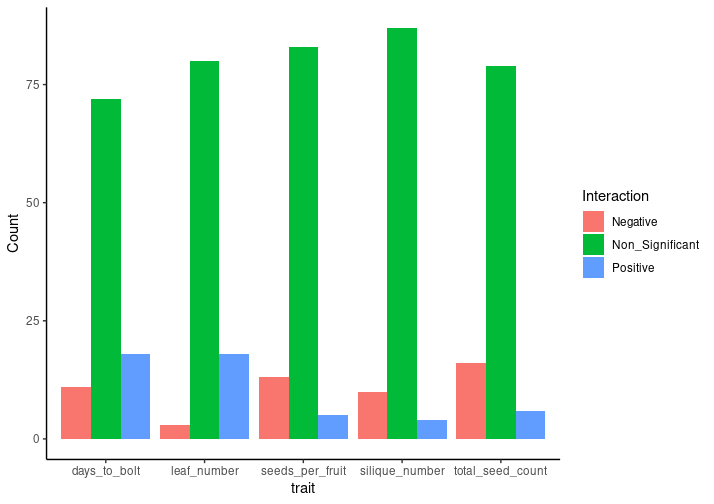 Count
75
50
25
0
days_to_bolt leaf_number seeds_per_fruit silique_number total_seed_count
trait
Interaction
Negative
Non_Significant
Positive